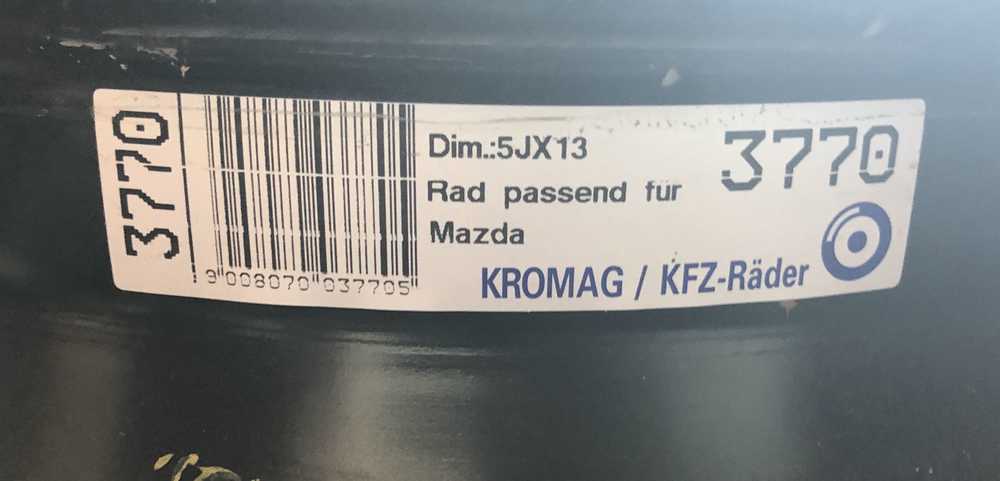 3770
9"008070"037705"
Dim.:5JX13
Rad passend für
Mazda
3770
KROMAG / KFZ-Räder